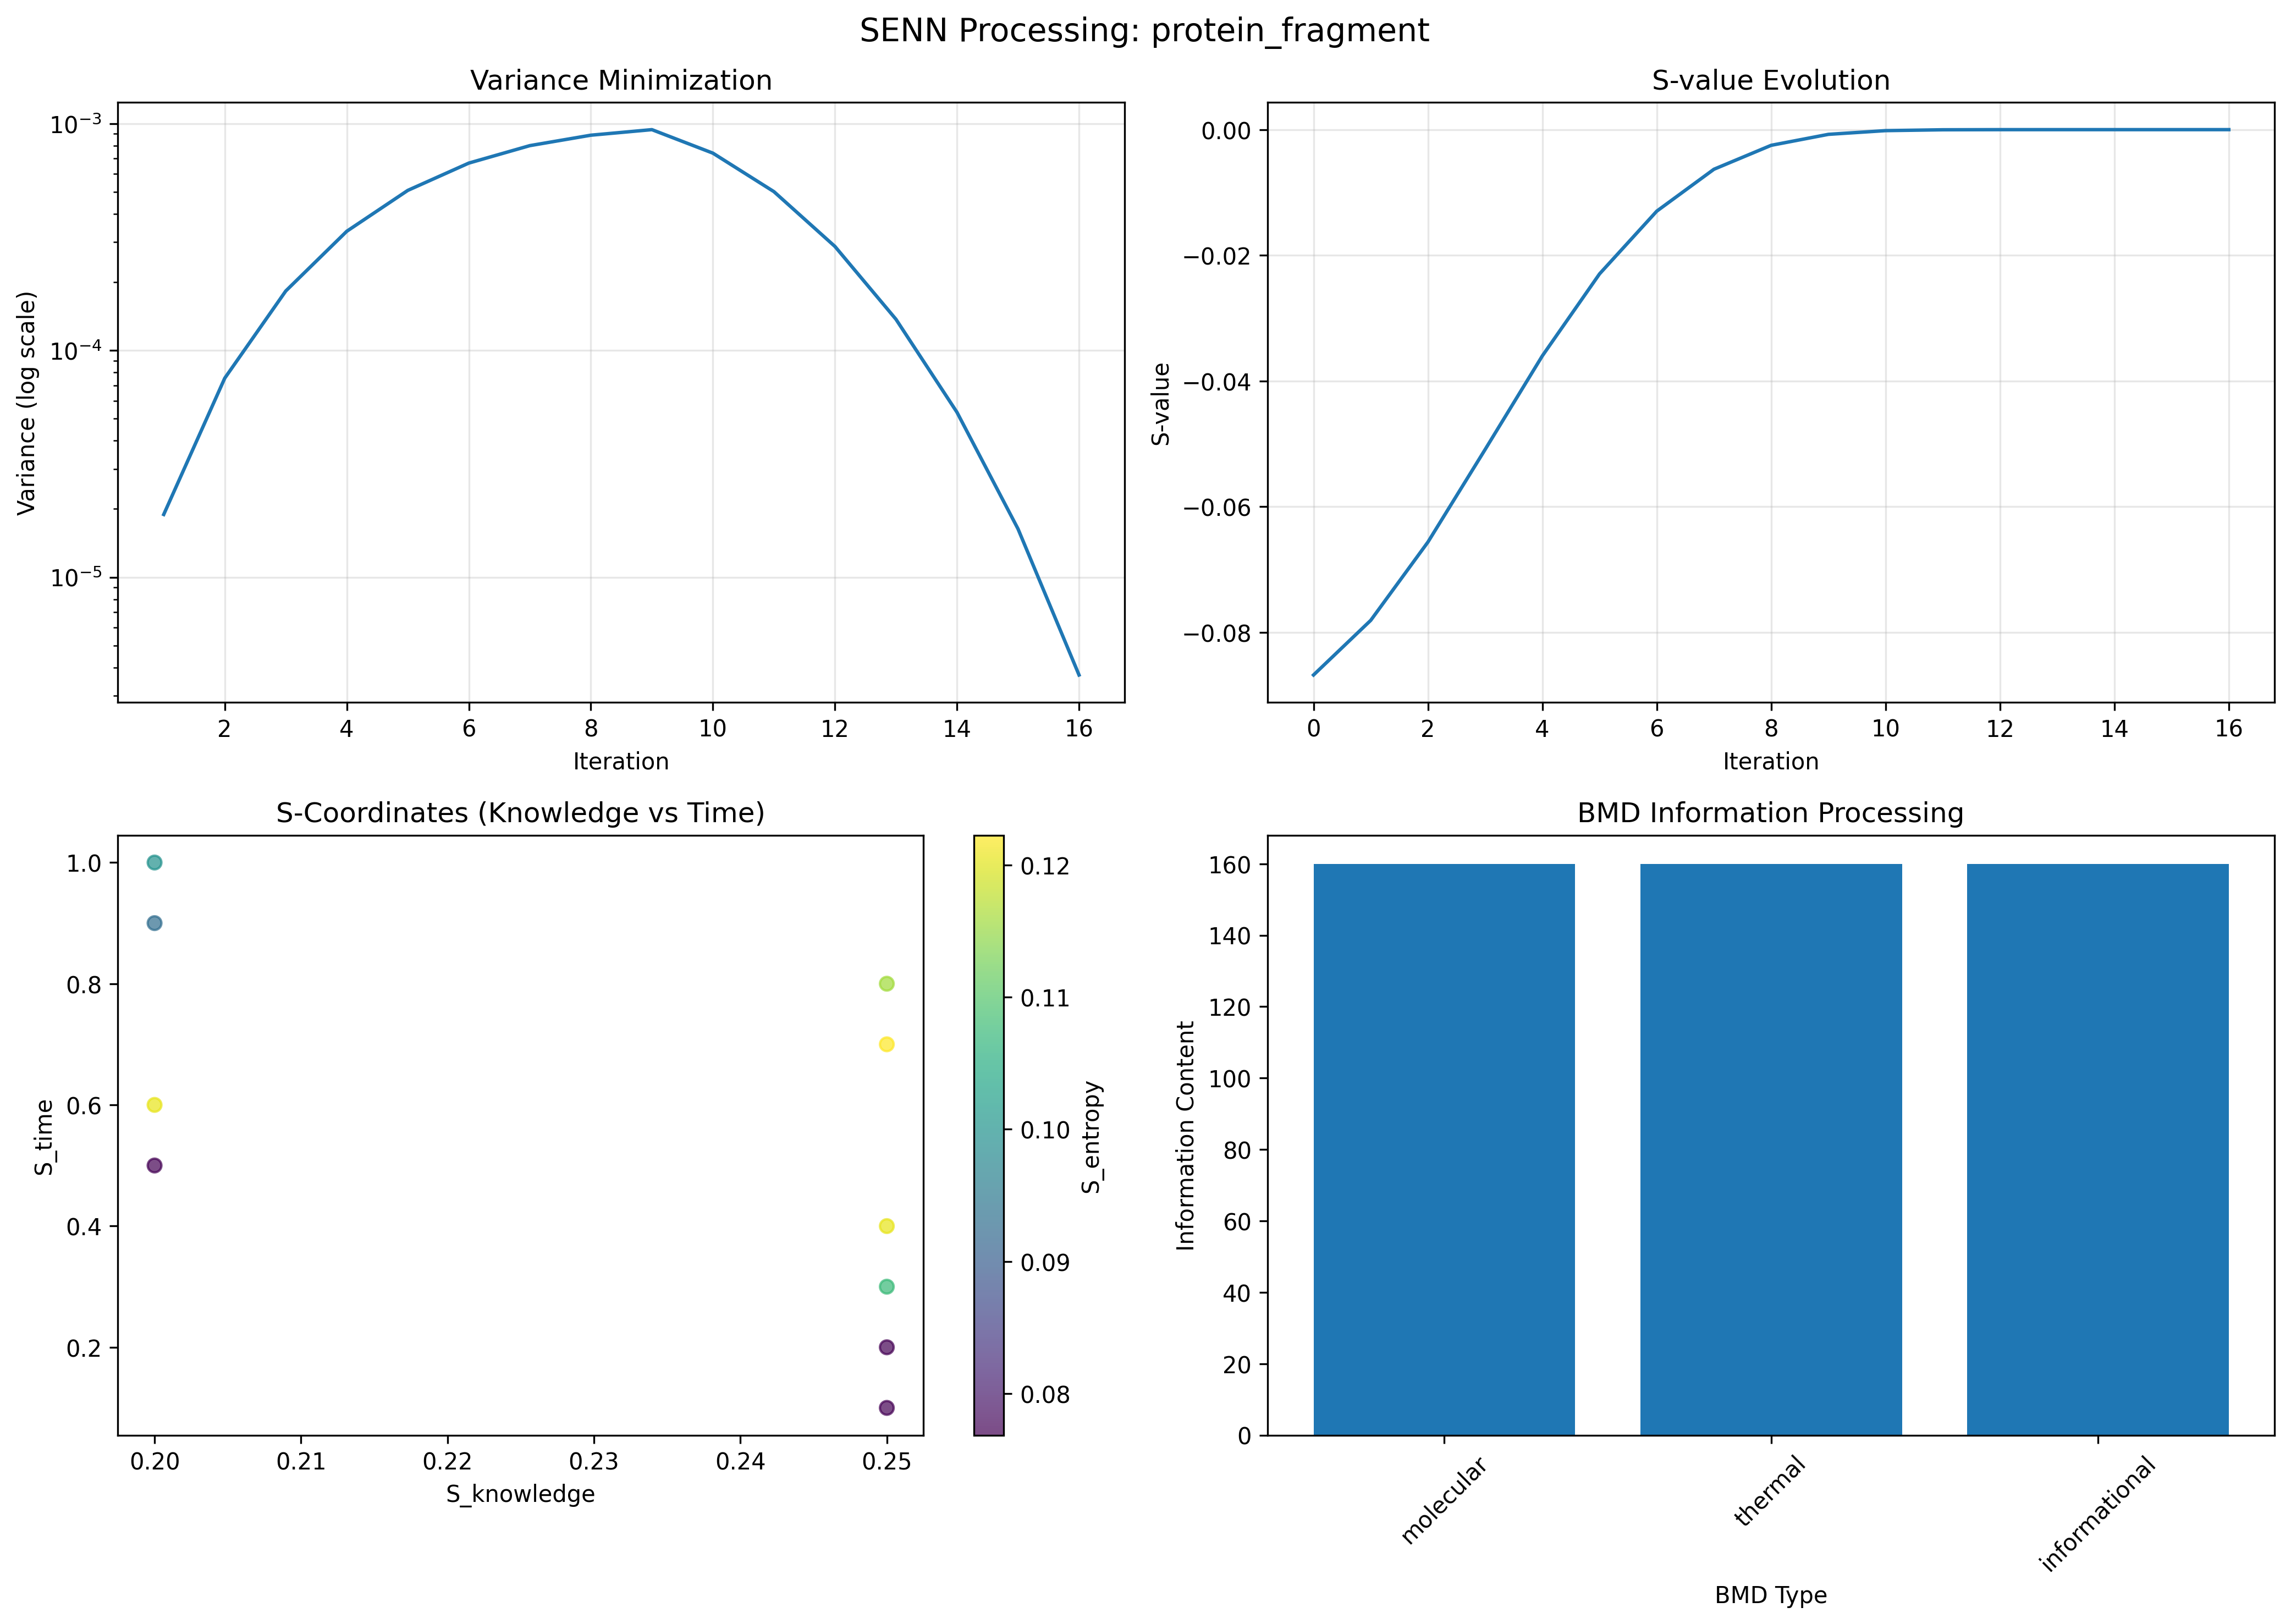 SENN Processing: protein_fragment
Variance Minimization
Variance (log scale)
10⁻³
10⁻⁴
10⁻⁵
2 4 6 8 10 12 14 16
Iteration
S-value Evolution
S-value
0.00
−0.02
−0.04
−0.06
−0.08
0 2 4 6 8 10 12 14 16
Iteration
S-Coordinates (Knowledge vs Time)
S_time
1.0
0.8
0.6
0.4
0.2
0.20 0.21 0.22 0.23 0.24 0.25
S_knowledge
0.12
0.11
0.10
0.09
0.08
S_entropy
BMD Information Processing
Information Content
160
140
120
100
80
60
40
20
0
molecular
thermal
informational
BMD Type